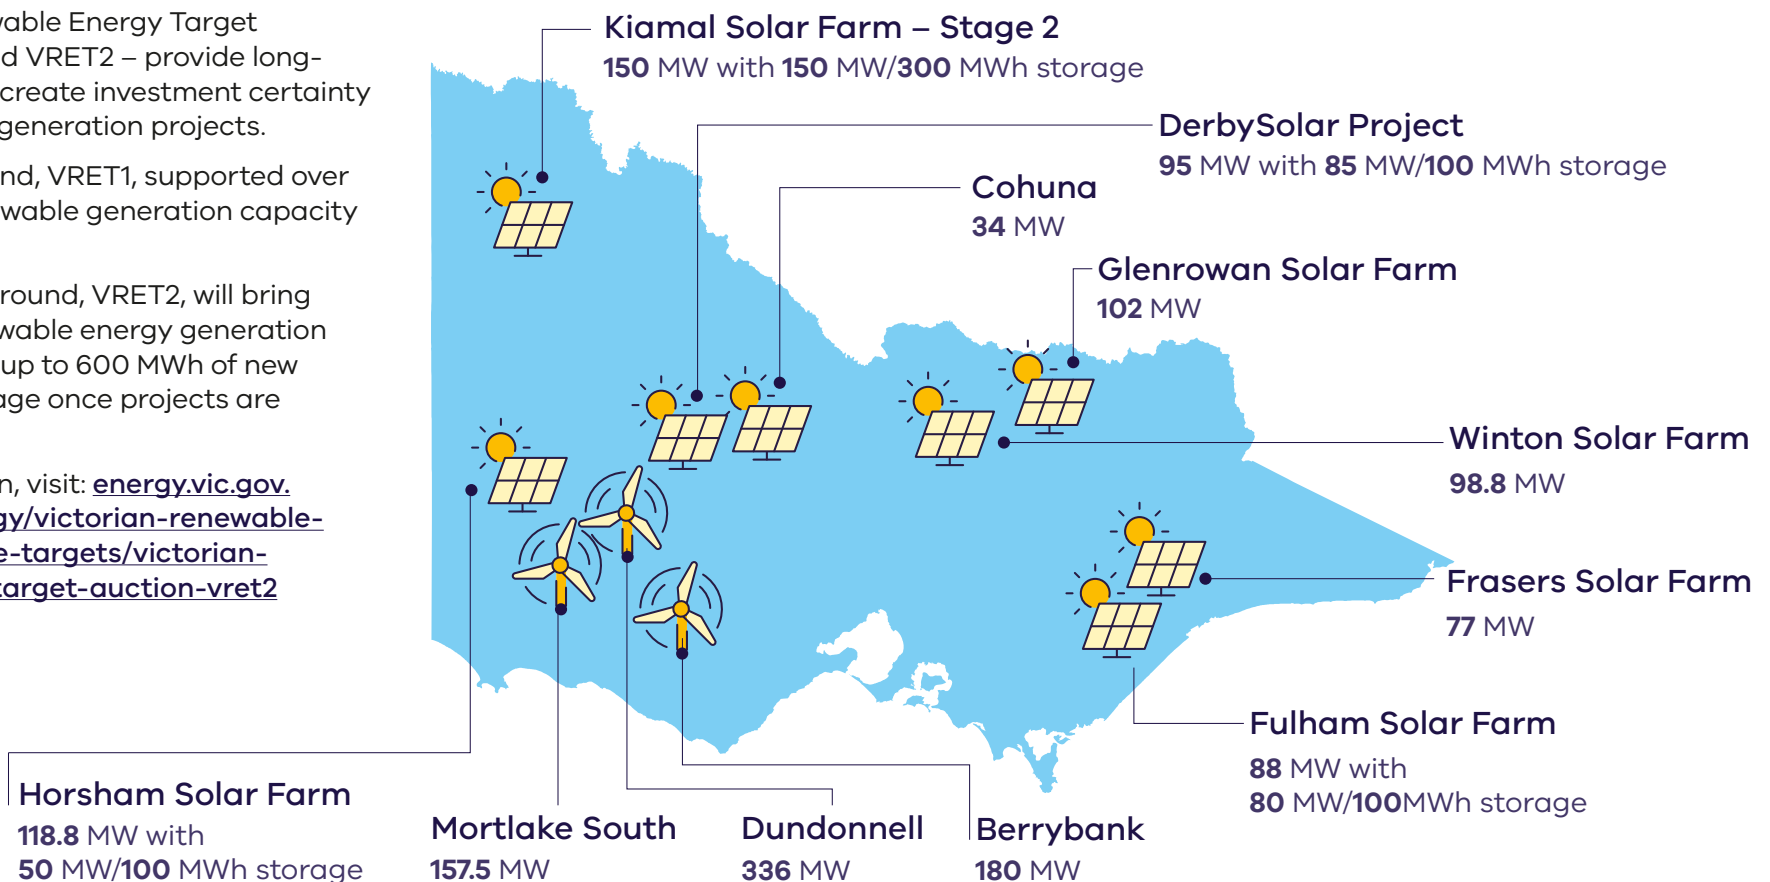 vable Energy Target
d VRET2 – provide long-
create investment certainty
generation projects.
nd, VRET1, supported over
wable generation capacity
round, VRET2, will bring
wable energy generation
up to 600 MWh of new
age once projects are
n, visit: energy.vic.gov.
gy/victorian-renewable-
e-targets/victorian-
target-auction-vret2
Kiamal Solar Farm – Stage 2
150 MW with 150 MW/300 MWh storage
DerbySolar Project
95 MW with 85 MW/100 MWh storage
Cohuna
34 MW
Glenrowan Solar Farm
102 MW
Winton Solar Farm
98.8 MW
Frasers Solar Farm
77 MW
Fulham Solar Farm
88 MW with
80 MW/100MWh storage
Horsham Solar Farm
118.8 MW with
50 MW/100 MWh storage
Mortlake South
157.5 MW
Dundonnell
336 MW
Berrybank
180 MW